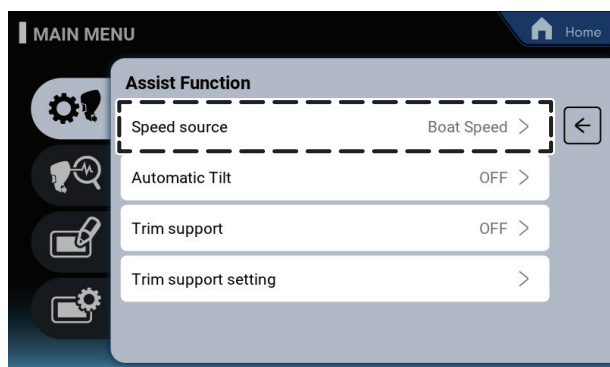 MAIN MENU
Home
Assist Function
Speed source Boat Speed
Automatic Tilt OFF
Trim support OFF
Trim support setting